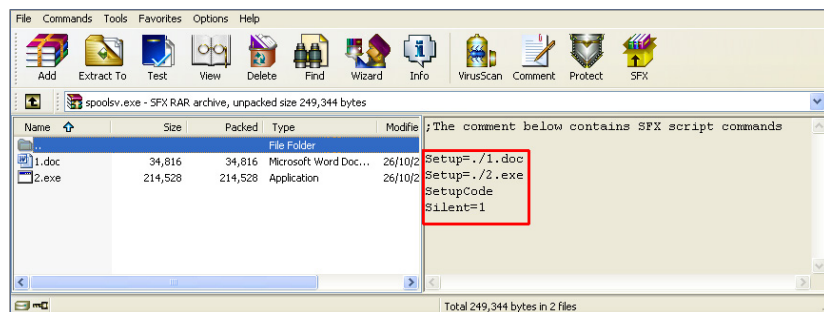 File Commands Tools Favorites Options Help
Add Extract To Test View Delete Find Wizard Info VirusScan Comment Protect SFX
spoolsv.exe - SFX RAR archive, unpacked size 249,344 bytes
Name Size Packed Type Modifie
.. File Folder
1.doc 34,816 34,816 Microsoft Word Doc... 26/10/2
2.exe 214,528 214,528 Application 26/10/2
;The comment below contains SFX script commands
Setup=./1.doc
Setup=./2.exe
SetupCode
Silent=1
Total 249,344 bytes in 2 files